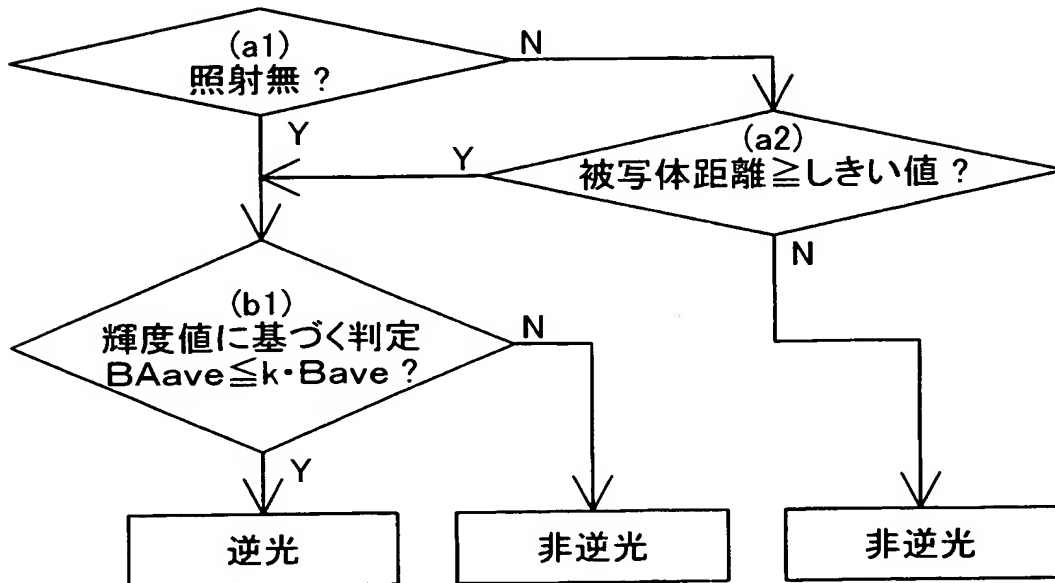 (a1)
照射無?
N
Y
(a2)
被写体距離≧しきい値?
Y
N
(b1)
輝度値に基づく判定
BAave≦k・Bave?
N
Y
逆光
非逆光
非逆光